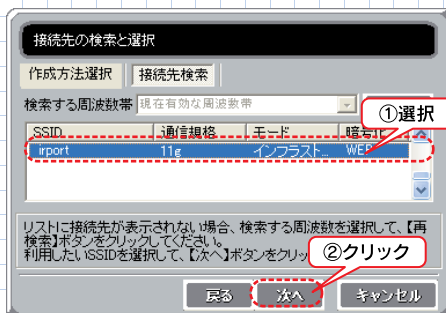 接続先の検索と選択
作成方法選択 接続先検索
検索する周波数帯 現在有効な周波数帯
①選択
SSID 通信規格 モード 暗号化
irport 11g インフラスト... WEP
リストに接続先が表示されない場合、検索する周波数を選択して、【再
検索】ボタンをクリックしてください。
利用したいSSIDを選択して、【次へ】ボタンをクリッ
②クリック
戻る 次へ キャンセル